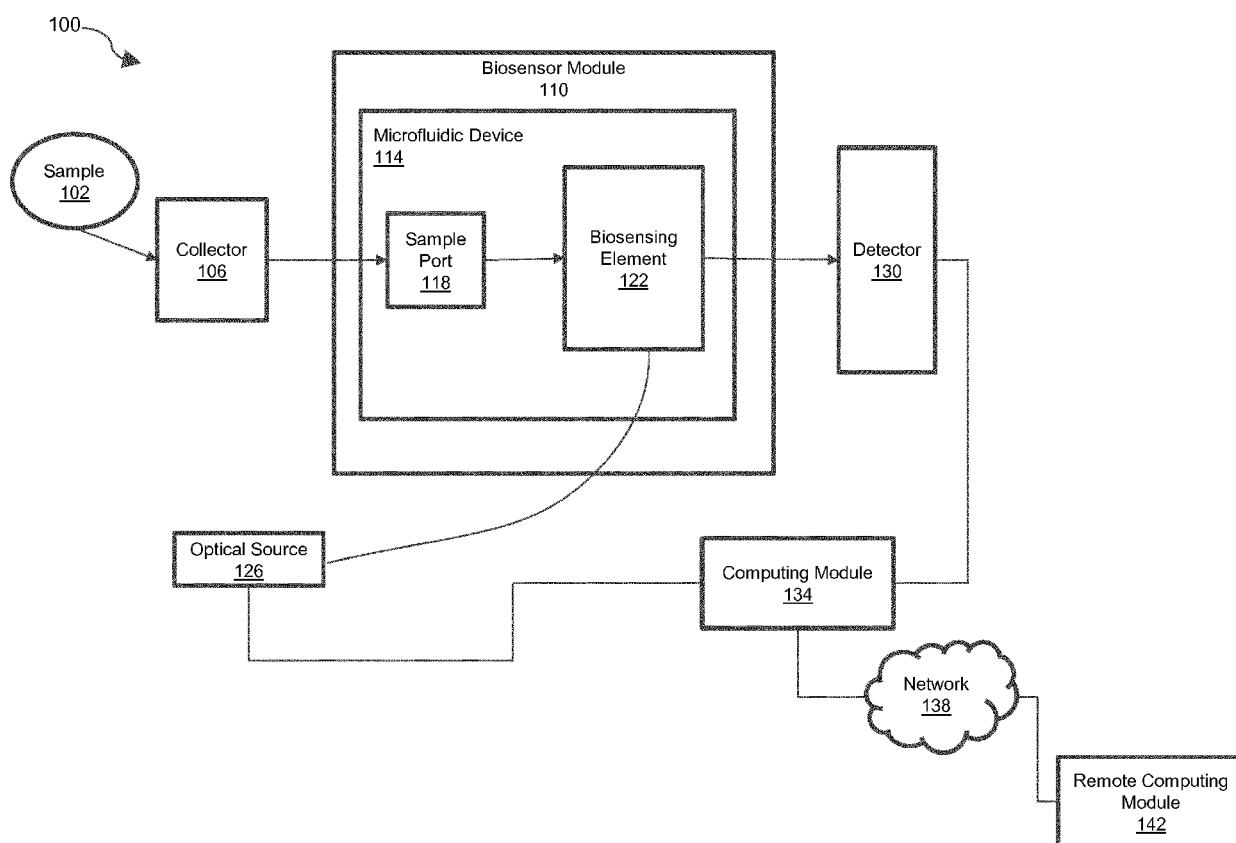 100
Biosensor Module
110
Microfluidic Device
114
Sample
102
Collector
106
Sample
Port
118
Biosensing
Element
122
Detector
130
Optical Source
126
Computing Module
134
Network
138
Remote Computing
Module
142